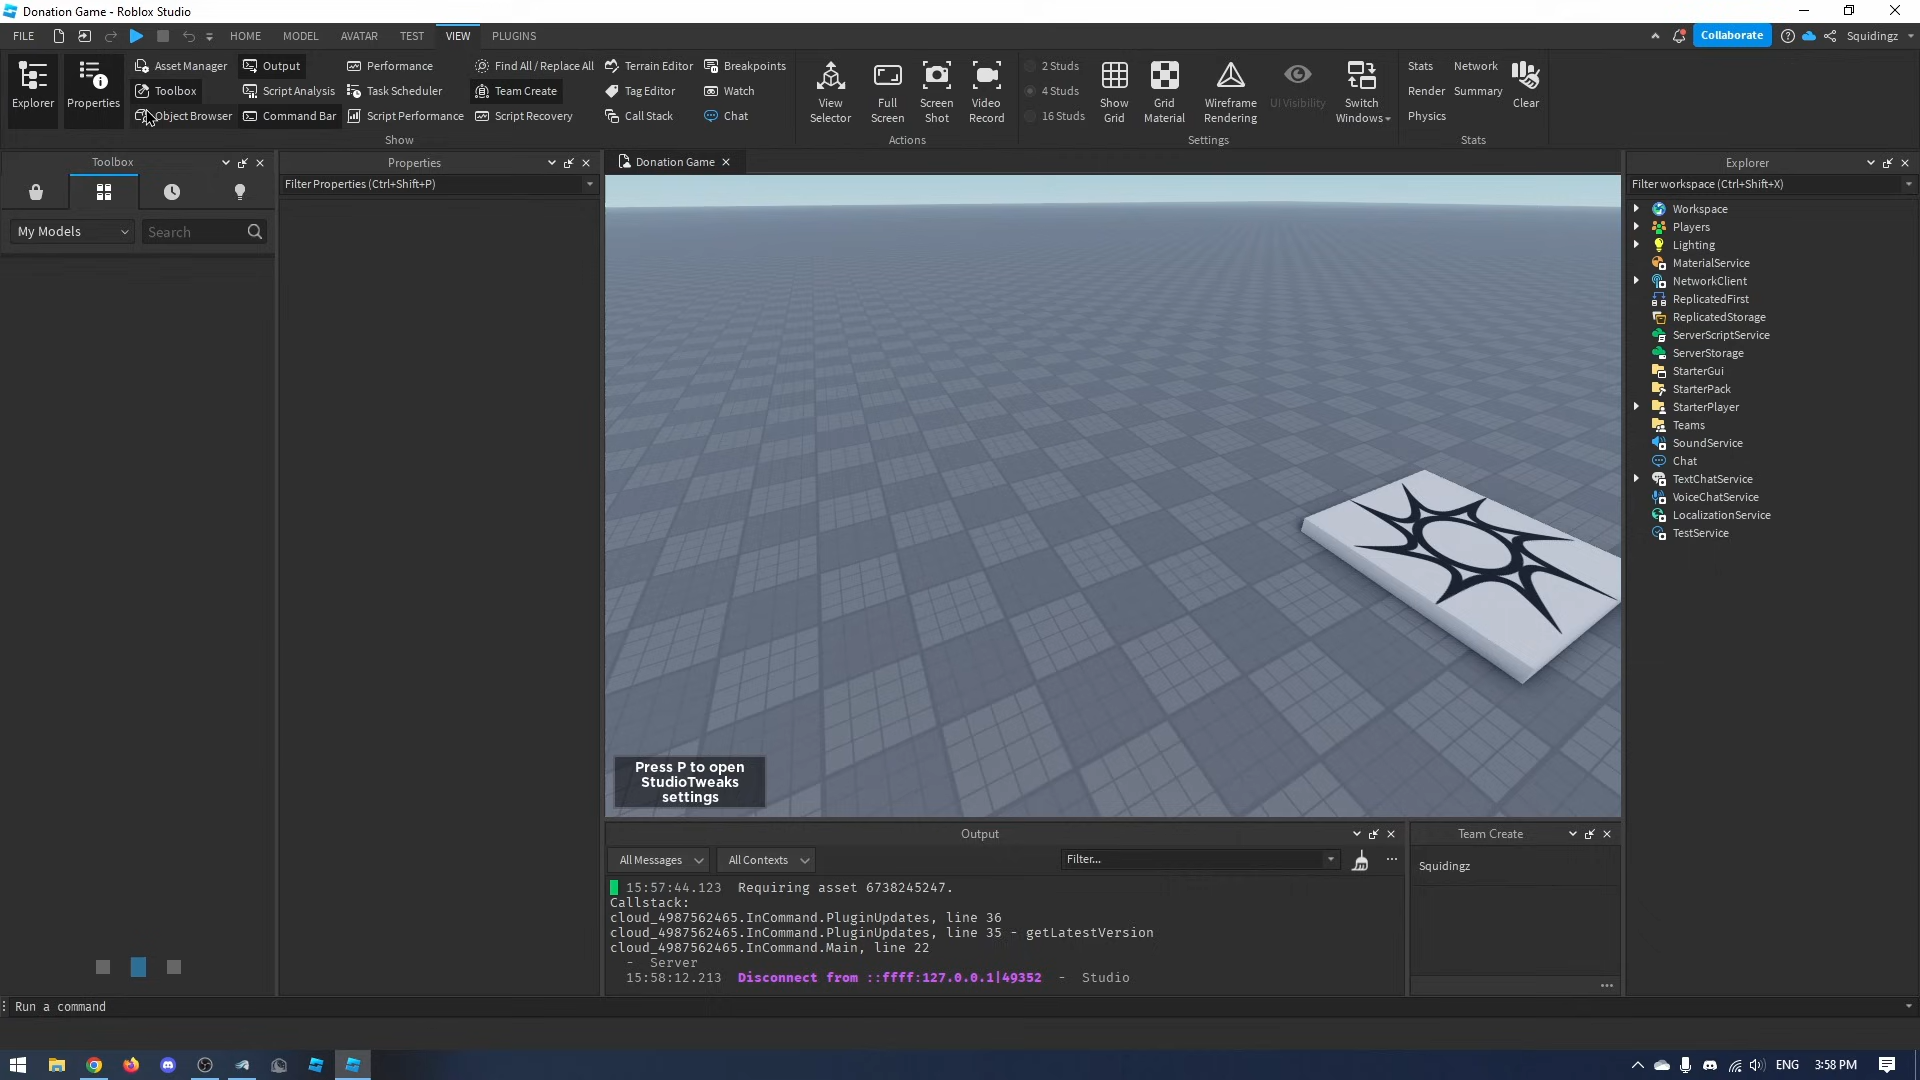 Donation Game - Roblox Studio
FILE HOME MODEL AVATAR TEST VIEW PLUGINS Collaborate Squidingz
Explorer
Properties
Asset Manager
Toolbox
Object Browser
Output
Script Analysis
Command Bar
Performance
Task Scheduler
Script Performance
Find All / Replace All
Team Create
Script Recovery
Terrain Editor
Tag Editor
Call Stack
Breakpoints
Watch
Chat
Show
View
Selector
Full
Screen
Screen
Shot
Video
Record
Actions
2 Studs
4 Studs
16 Studs
Show
Grid
Grid
Material
Wireframe
Rendering
UI Visibility
Switch
Windows
Settings
Stats
Render
Physics
Network
Summary
Clear
Stats
Toolbox
My Models
Search
Properties
Filter Properties (Ctrl+Shift+P)
Donation Game
Press P to open
StudioTweaks
settings
Explorer
Filter workspace (Ctrl+Shift+X)
Workspace
Players
Lighting
MaterialService
NetworkClient
ReplicatedFirst
ReplicatedStorage
ServerScriptService
ServerStorage
StarterGui
StarterPack
StarterPlayer
Teams
SoundService
Chat
TextChatService
VoiceChatService
LocalizationService
TestService
Output
All Messages All Contexts Filter...
15:57:44.123 Requiring asset 6738245247.
Callstack:
cloud_4987562465.InCommand.PluginUpdates, line 36
cloud_4987562465.InCommand.PluginUpdates, line 35 - getLatestVersion
cloud_4987562465.InCommand.Main, line 22
- Server
15:58:12.213 Disconnect from ::ffff:127.0.0.1|49352 - Studio
Team Create
Squidingz
Run a command
ENG 3:58 PM